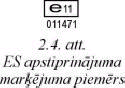 e11
011471
2.4. att.
ES apstiprinājuma
marķējuma piemērs